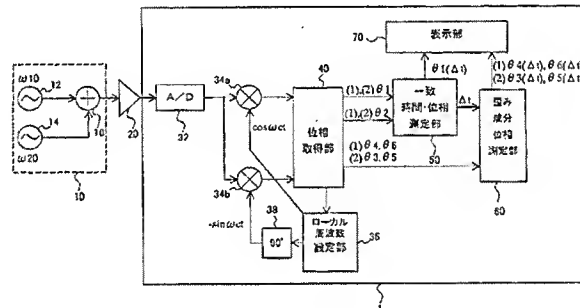 70
表示部
ω10
12
θ1(Δt)
(1)θ4(Δt),θ6(Δt)
(2)θ3(Δt),θ5(Δt)
40
34a
16
A/D
(1),(2)θ1
(1),(2)θ2
一致
時間・位相
測定部
Δt
歪み
成分
位相
測定部
14
20
32
cosωct
位相
取得部
50
ω20
(1)θ4,θ6
(2)θ3,θ5
34b
10
38
60
-sinωct
90°
ローカル
周波数
設定部
36
1